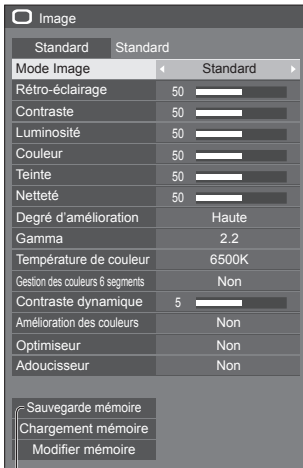 Image
Standard Standard
Mode Image Standard
Rétro-éclairage 50
Contraste 50
Luminosité 50
Couleur 50
Teinte 50
Netteté 50
Degré d'amélioration Haute
Gamma 2.2
Température de couleur 6500K
Gestion des couleurs 6 segments Non
Contraste dynamique 5
Amélioration des couleurs Non
Optimiseur Non
Adoucisseur Non
Sauvegarde mémoire
Chargement mémoire
Modifier mémoire